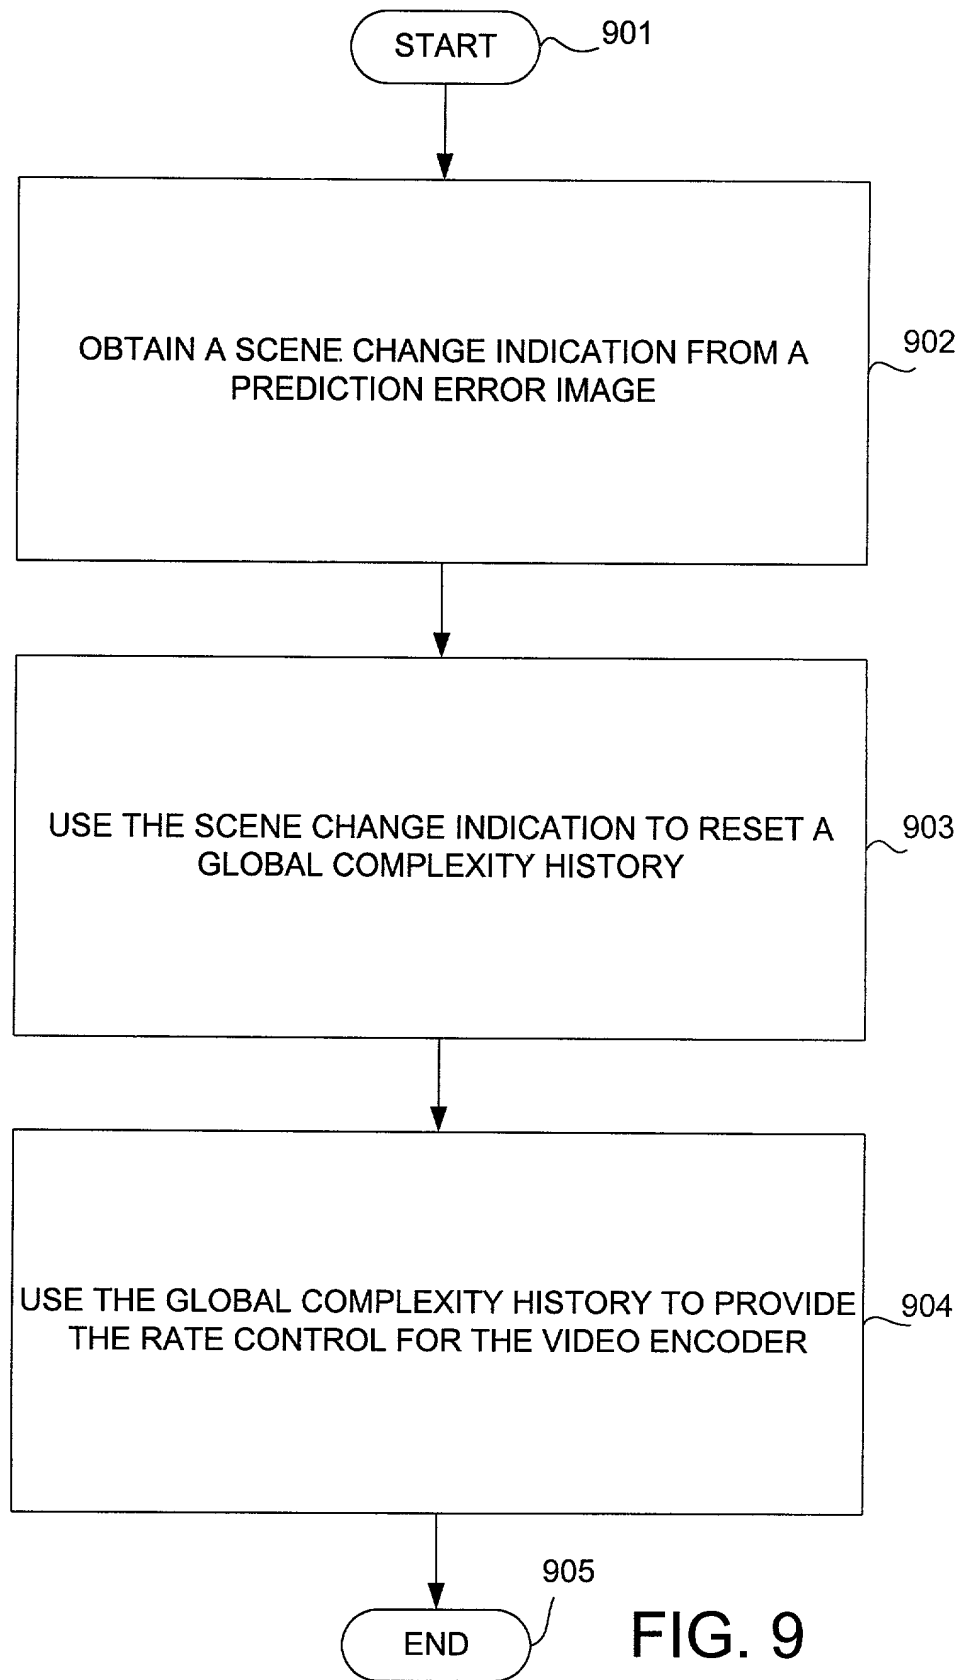 START
901
OBTAIN A SCENE CHANGE INDICATION FROM A
PREDICTION ERROR IMAGE
902
USE THE SCENE CHANGE INDICATION TO RESET A
GLOBAL COMPLEXITY HISTORY
903
USE THE GLOBAL COMPLEXITY HISTORY TO PROVIDE
THE RATE CONTROL FOR THE VIDEO ENCODER
904
905
END
FIG. 9